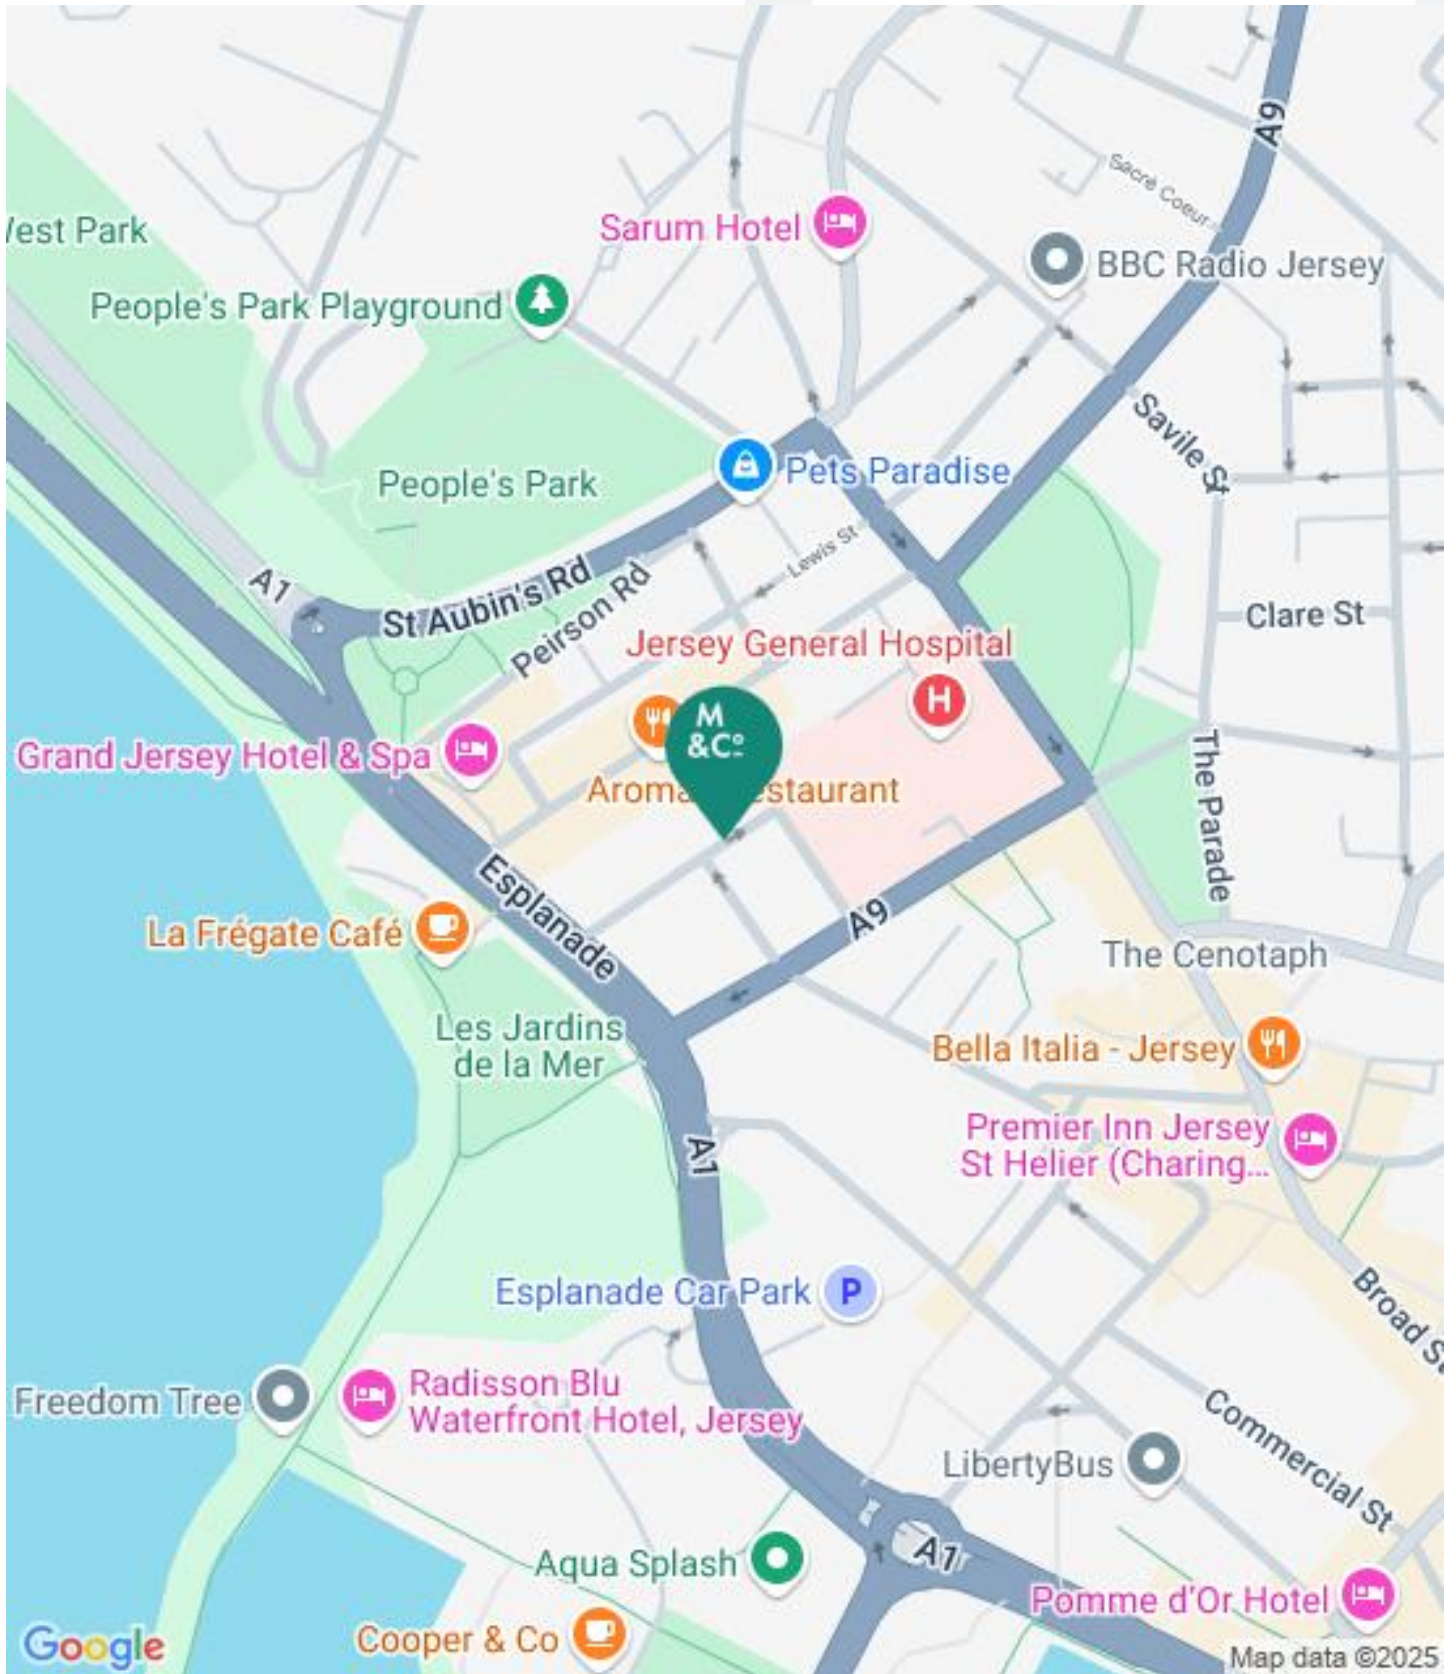 A9
Sacré Coeur
West Park
Sarum Hotel
BBC Radio Jersey
People's Park Playground
Savile St
People's Park
Pets Paradise
Lewis St
A1
St Aubin's Rd
Peirson Rd
Clare St
Jersey General Hospital
H
M
&Cº
Grand Jersey Hotel & Spa
The Parade
Esplanade
La Frégate Café
A9
The Cenotaph
Les Jardins
de la Mer
Bella Italia - Jersey
Premier Inn Jersey
St Helier (Charing...
A1
Esplanade Car Park
P
Broad St
Freedom Tree
Radisson Blu
Waterfront Hotel, Jersey
Commercial St
LibertyBus
A1
Aqua Splash
Pomme d'Or Hotel
Cooper & Co
Google
Map data ©2025